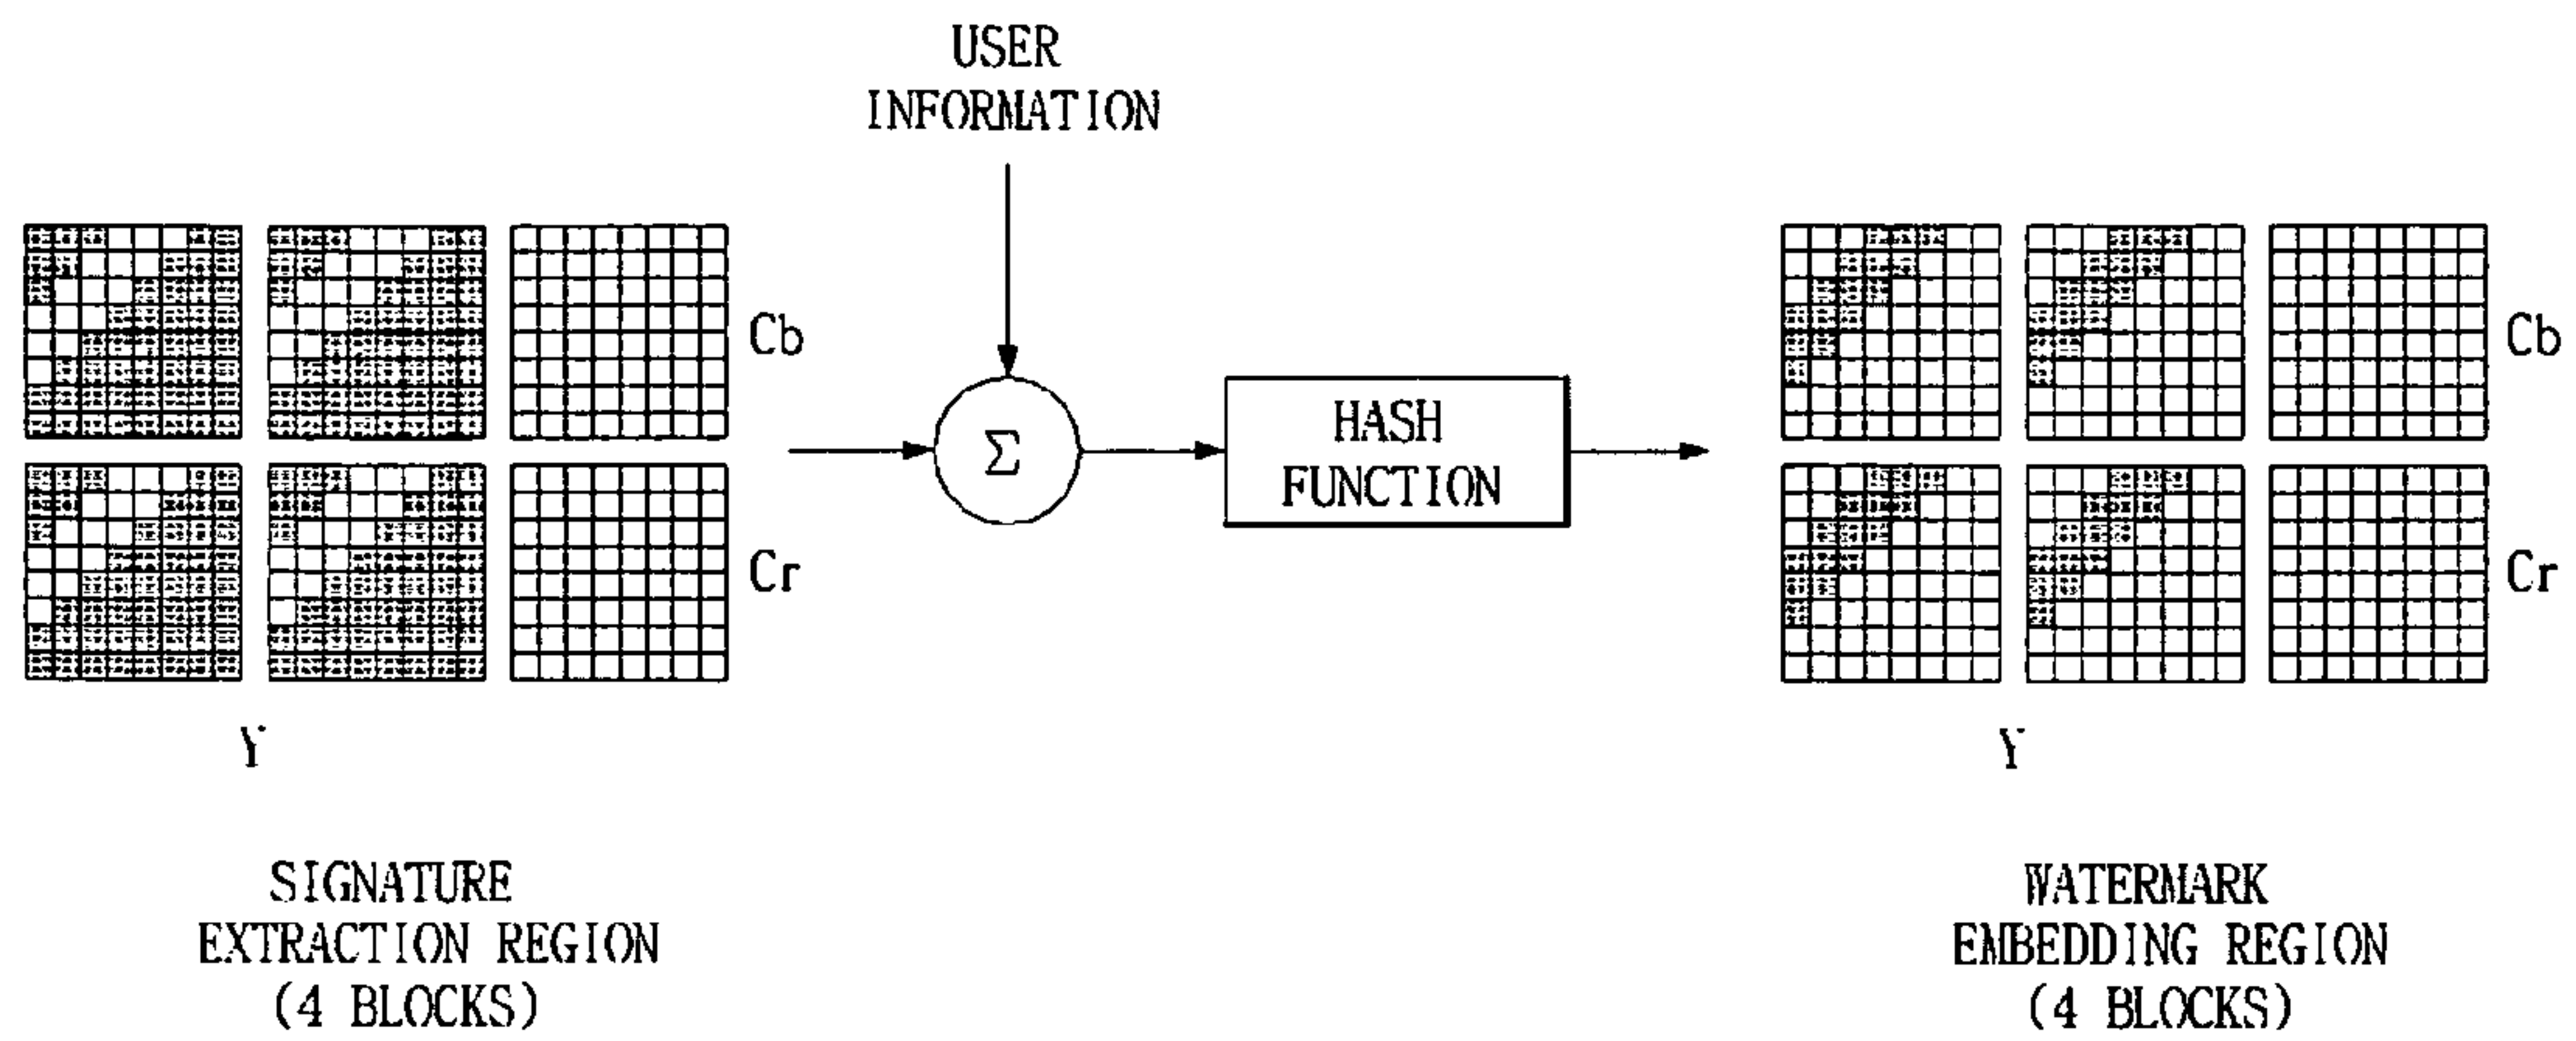 USER
INFORMATION
Cb
Σ
HASH
FUNCTION
Cb
Cr
Cr
Y
Y
SIGNATURE
EXTRACTION REGION
(4 BLOCKS)
WATERMARK
EMBEDDING REGION
(4 BLOCKS)